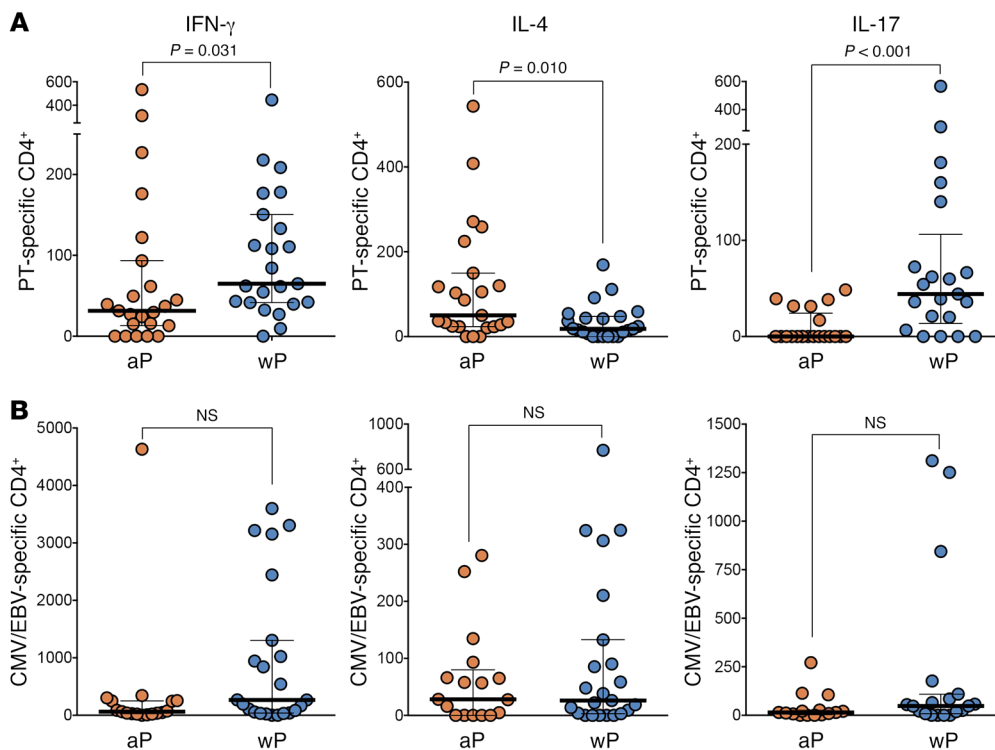 A
IFN-γ
IL-4
IL-17
P = 0.031
P = 0.010
P < 0.001
PT-specific CD4+
600
400
200
100
0
aP
wP
PT-specific CD4+
600
400
200
0
aP
wP
PT-specific CD4+
600
400
200
200
100
0
aP
wP
B
NS
NS
NS
CMV/EBV-specific CD4+
5000
4000
3000
2000
1000
0
aP
wP
CMV/EBV-specific CD4+
1000
800
600
400
300
200
100
0
aP
wP
CMV/EBV-specific CD4+
1500
1250
1000
750
500
250
0
aP
wP